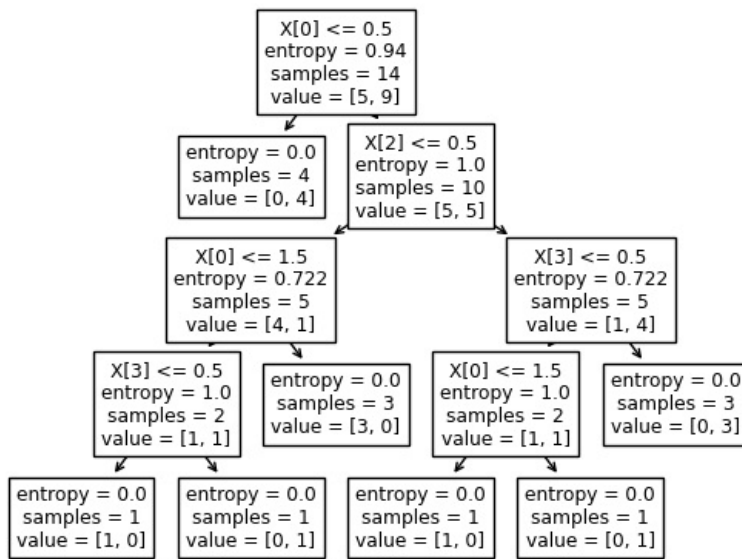 X[0] <= 0.5
entropy = 0.94
samples = 14
value = [5, 9]
entropy = 0.0
samples = 4
value = [0, 4]
X[2] <= 0.5
entropy = 1.0
samples = 10
value = [5, 5]
X[0] <= 1.5
entropy = 0.722
samples = 5
value = [4, 1]
X[3] <= 0.5
entropy = 0.722
samples = 5
value = [1, 4]
X[3] <= 0.5
entropy = 1.0
samples = 2
value = [1, 1]
entropy = 0.0
samples = 3
value = [3, 0]
X[0] <= 1.5
entropy = 1.0
samples = 2
value = [1, 1]
entropy = 0.0
samples = 3
value = [0, 3]
entropy = 0.0
samples = 1
value = [1, 0]
entropy = 0.0
samples = 1
value = [0, 1]
entropy = 0.0
samples = 1
value = [1, 0]
entropy = 0.0
samples = 1
value = [0, 1]